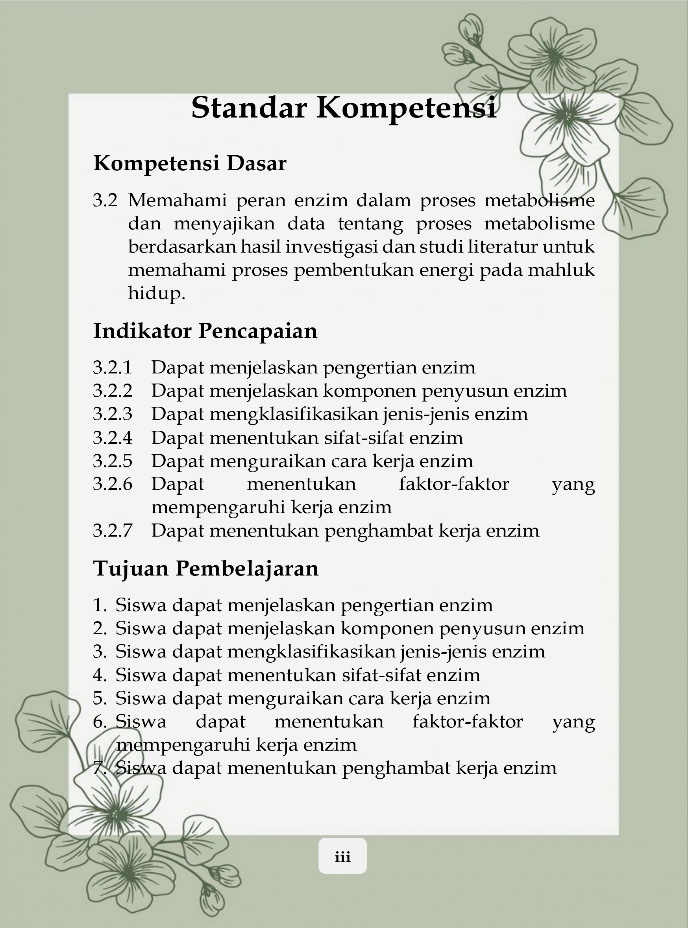 Standar Kompetensi
Kompetensi Dasar
3.2 Memahami peran enzim dalam proses metabolisme
dan menyajikan data tentang proses metabolisme
berdasarkan hasil investigasi dan studi literatur untuk
memahami proses pembentukan energi pada mahluk
hidup.
Indikator Pencapaian
3.2.1 Dapat menjelaskan pengertian enzim
3.2.2 Dapat menjelaskan komponen penyusun enzim
3.2.3 Dapat mengklasifikasikan jenis-jenis enzim
3.2.4 Dapat menentukan sifat-sifat enzim
3.2.5 Dapat menguraikan cara kerja enzim
3.2.6 Dapat menentukan faktor-faktor yang
mempengaruhi kerja enzim
3.2.7 Dapat menentukan penghambat kerja enzim
Tujuan Pembelajaran
1. Siswa dapat menjelaskan pengertian enzim
2. Siswa dapat menjelaskan komponen penyusun enzim
3. Siswa dapat mengklasifikasikan jenis-jenis enzim
4. Siswa dapat menentukan sifat-sifat enzim
5. Siswa dapat menguraikan cara kerja enzim
6. Siswa dapat menentukan faktor-faktor yang
mempengaruhi kerja enzim
7. Siswa dapat menentukan penghambat kerja enzim
iii